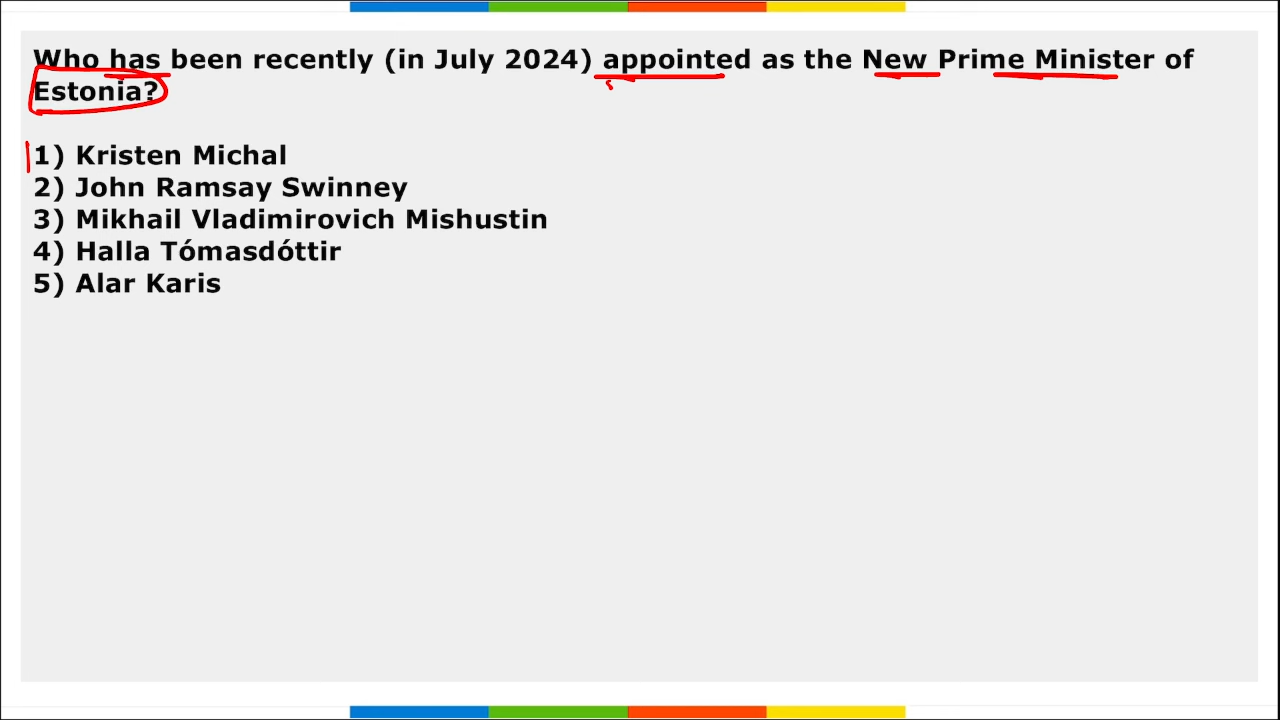 Who has been recently (in July 2024) appointed as the New Prime Minister of
Estonia?
1) Kristen Michal
2) John Ramsay Swinney
3) Mikhail Vladimirovich Mishustin
4) Halla Tómasdóttir
5) Alar Karis